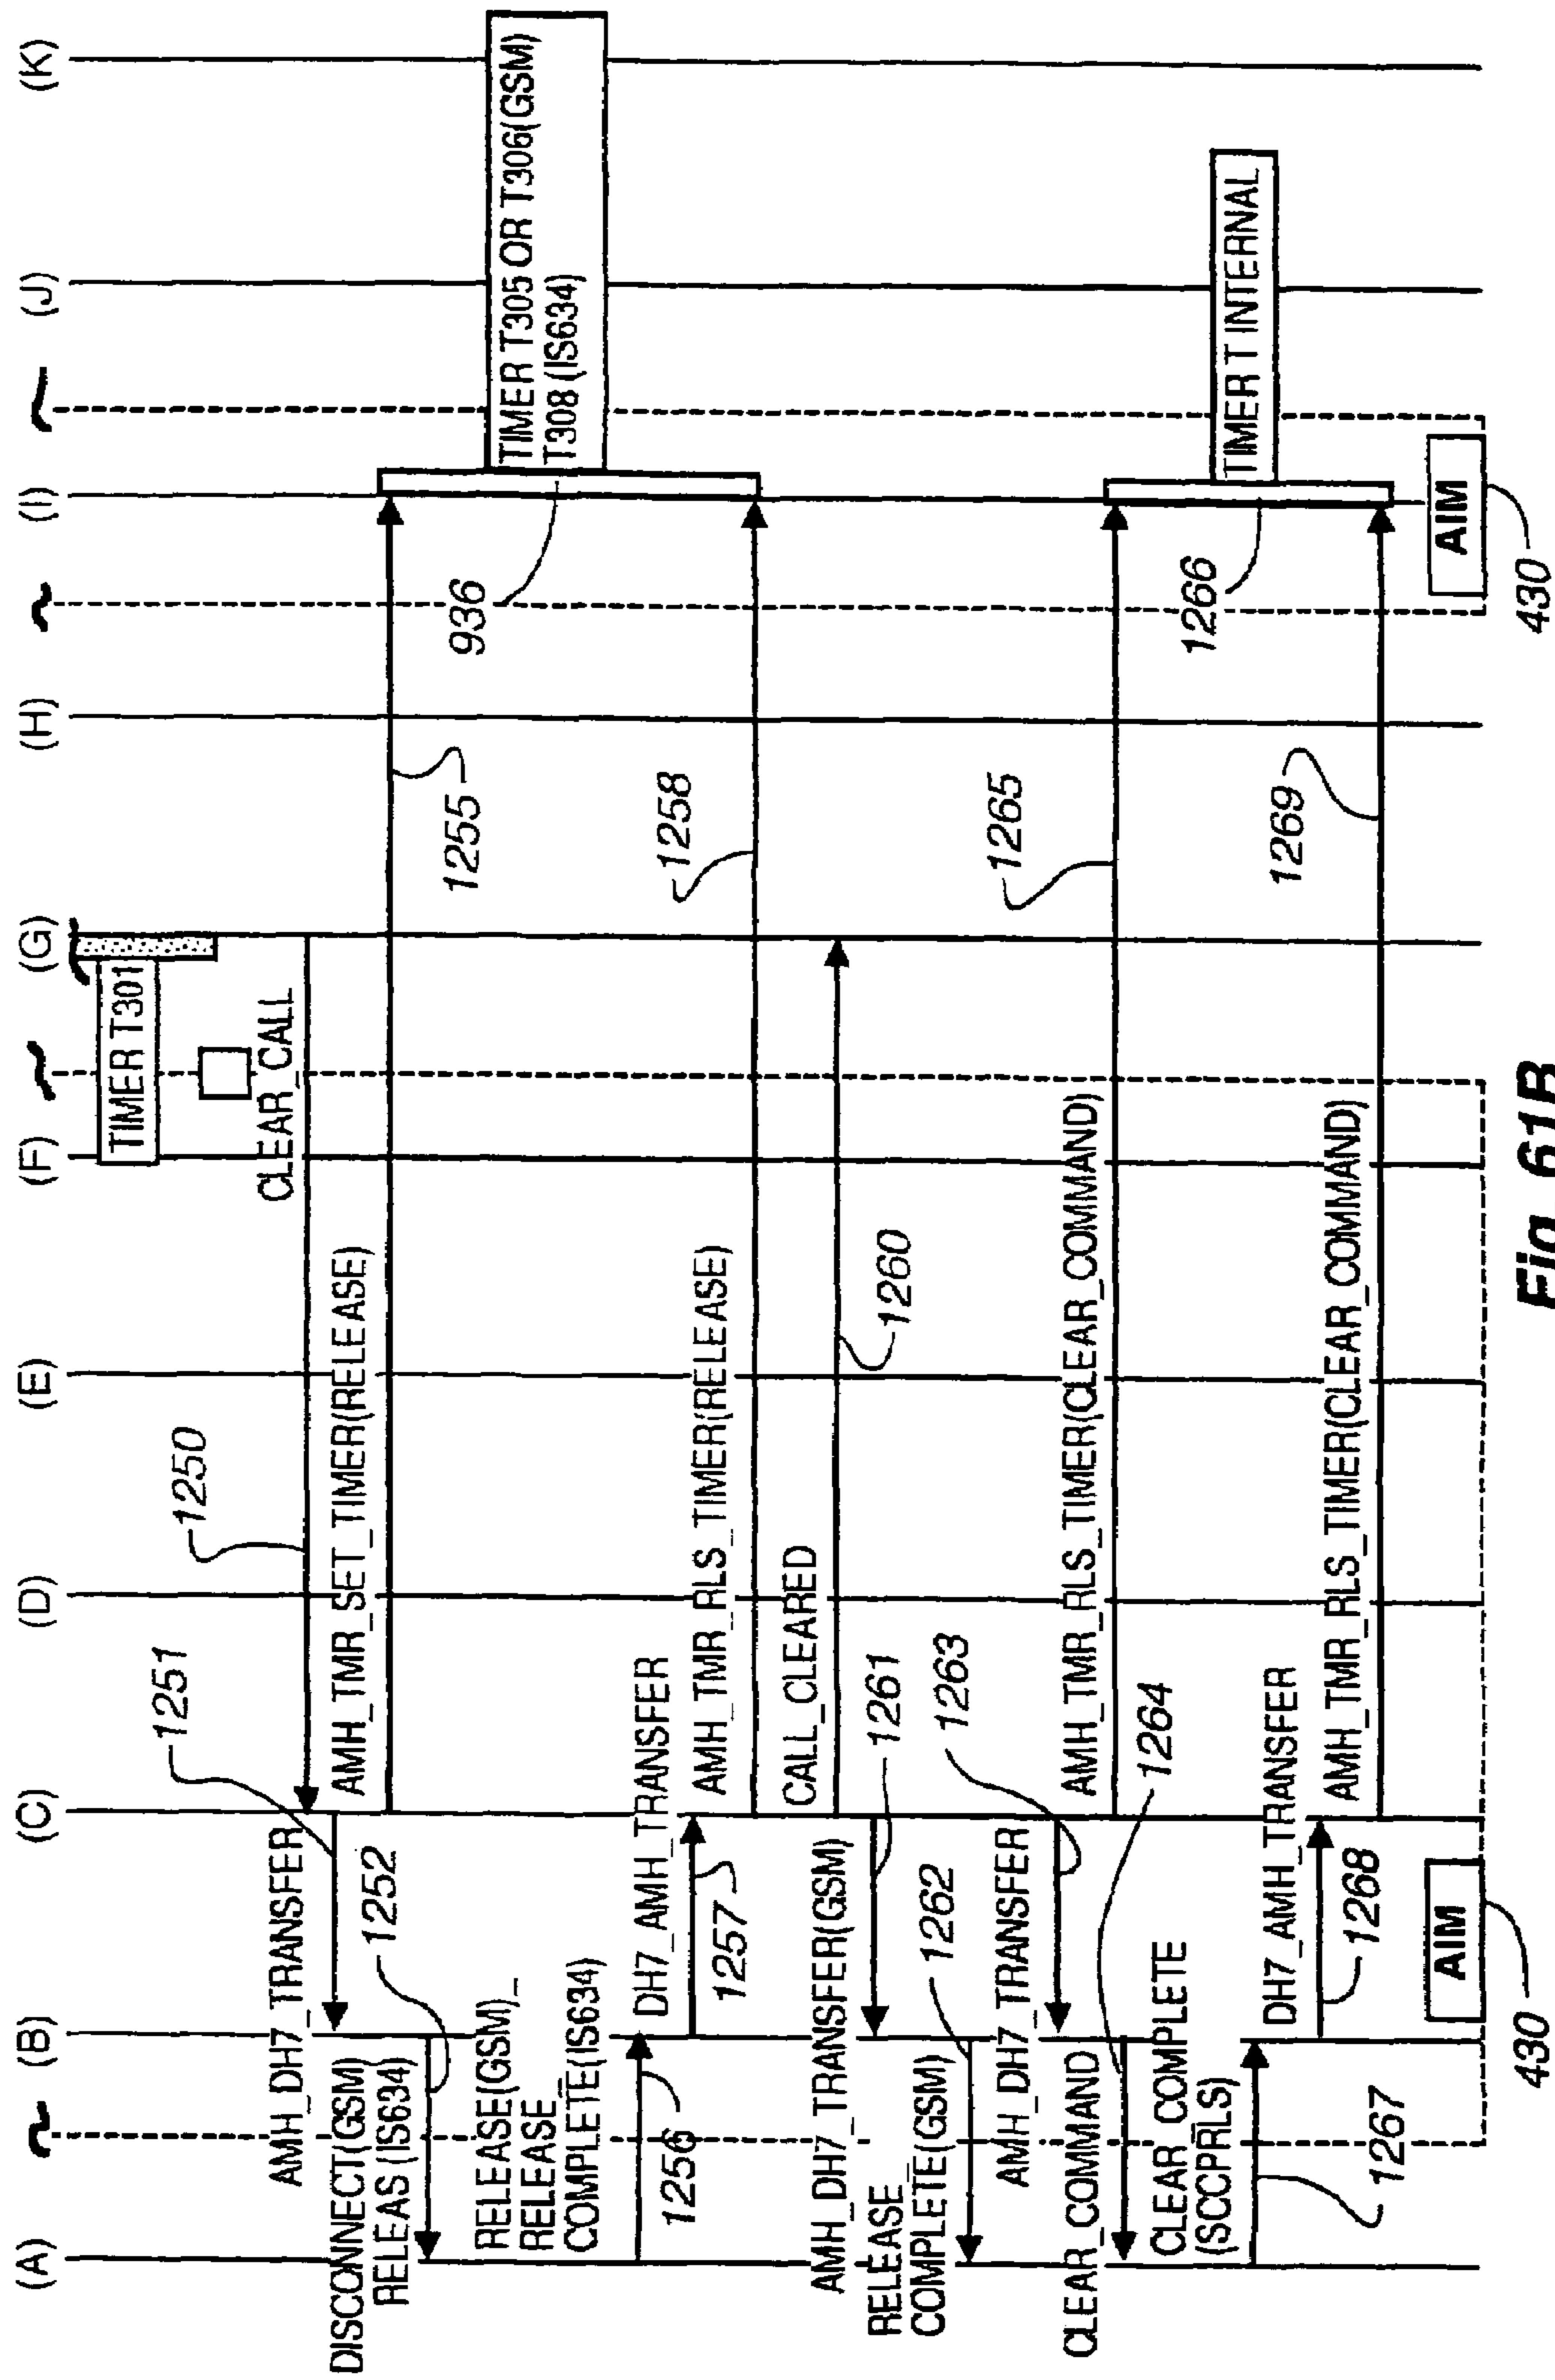 (A)
(B)
(C)
(D)
(E)
(F)
(G)
(H)
(I)
(J)
(K)
TIMER T301
CLEAR_CALL
1250
AMH_DH7_TRANSFER
1251
AMH_TMR_SET_TIMER(RELEASE)
1255
DISCONNECT(GSM)
RELEAS (IS634)
1252
TIMER T305 OR T306(GSM)
T308 (IS634)
936
RELEASE(GSM)_
RELEASE_
COMPLETE(IS634)
1256
DH7_AMH_TRANSFER
1257
AMH_TMR_RLS_TIMER(RELEASE)
1258
CALL_CLEARED
1260
AMH_DH7_TRANSFER(GSM)
1261
RELEASE_
COMPLETE(GSM)
1262
AMH_DH7_TRANSFER
1263
CLEAR_COMMAND
1264
AMH_TMR_RLS_TIMER(CLEAR_COMMAND)
1265
TIMER T INTERNAL
1266
CLEAR_COMPLETE
(SCCPRLS)
1267
DH7_AMH_TRANSFER
1268
AMH_TMR_RLS_TIMER(CLEAR_COMMAND)
1269
AIM
430
AIM
430
Fig. 61B